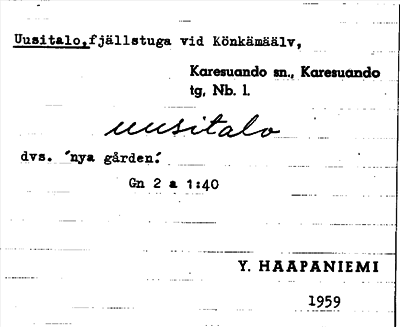 Uusitalo, fjällstuga vid Könkämäälv,
Karesuando sn., Karesuando
tg, Nb. l.
uusitalo
dvs. 'nya gården'.
Gn 2 a 1:40
Y. HAAPANIEMI
1959